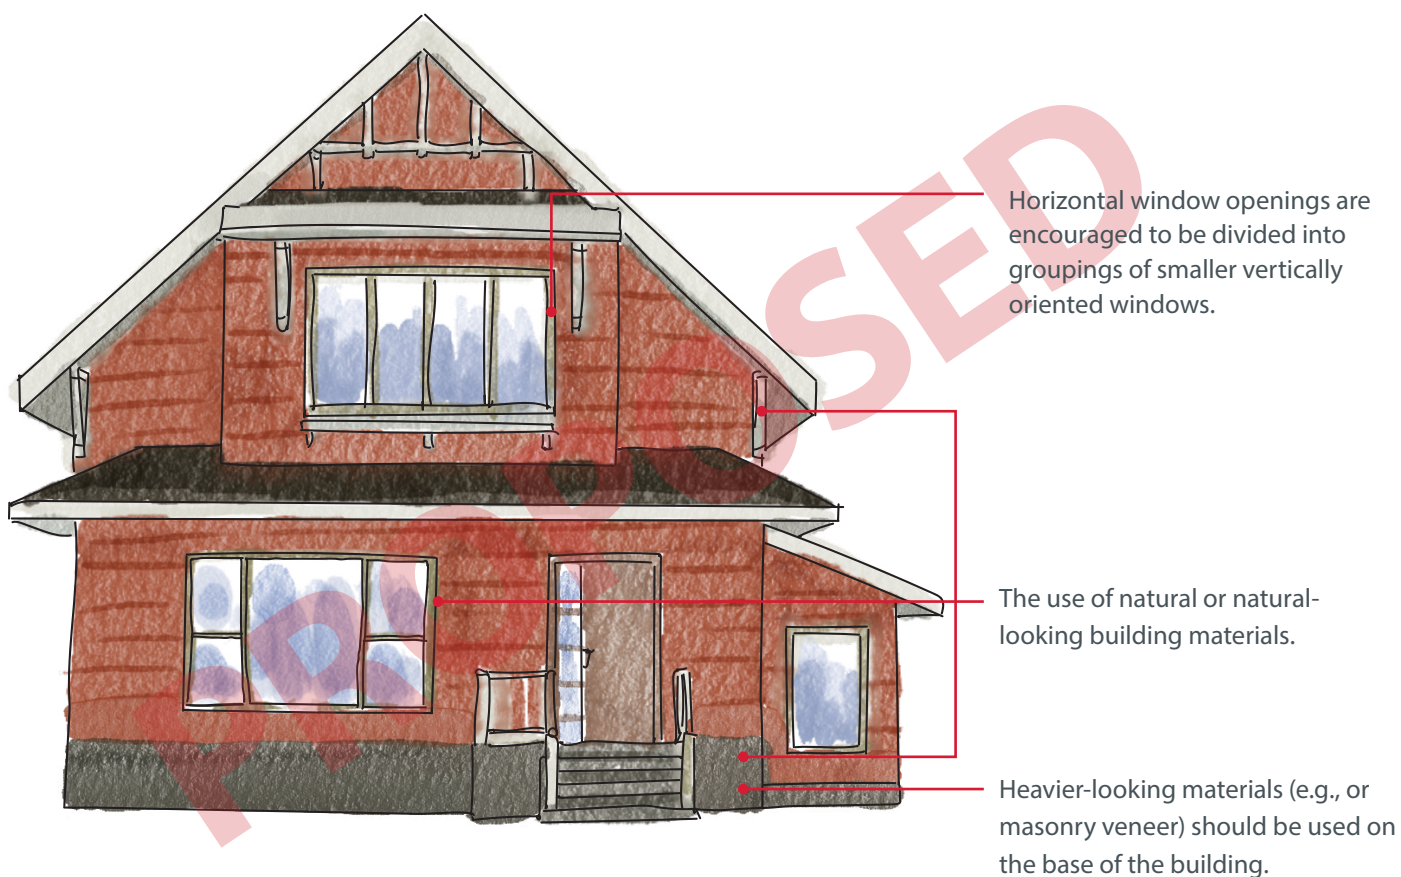 Horizontal window openings are
encouraged to be divided into
groupings of smaller vertically
oriented windows.
PROPOSED
The use of natural or natural-
looking building materials.
Heavier-looking materials (e.g., or
masonry veneer) should be used on
the base of the building.